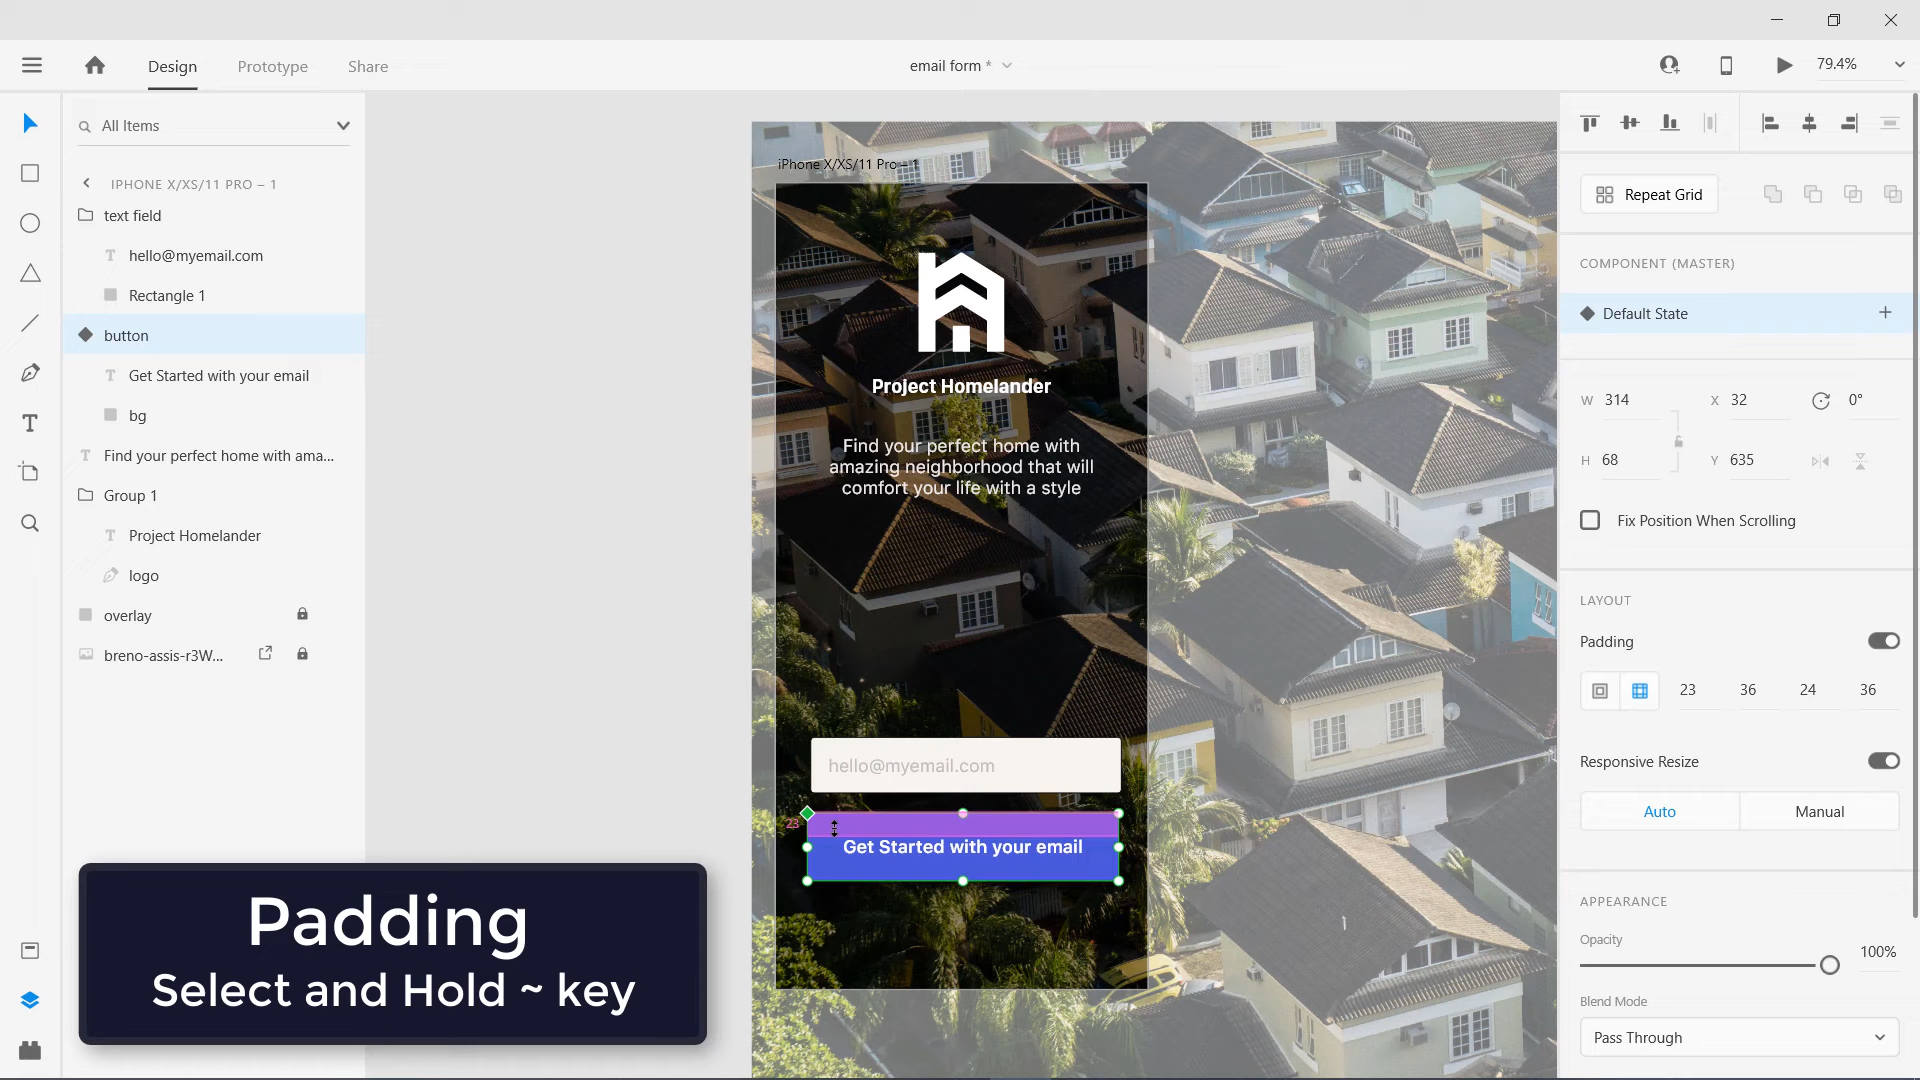 Design
Prototype
Share
email form *
79.4%
All Items
IPHONE X/XS/11 PRO – 1
text field
hello@myemail.com
Rectangle 1
button
Get Started with your email
bg
Find your perfect home with ama...
Group 1
Project Homelander
logo
overlay
breno-assis-r3W...
iPhone X/XS/11 Pro – 1
Project Homelander
Find your perfect home with
amazing neighborhood that will
comfort your life with a style
hello@myemail.com
23
Get Started with your email
Padding
Select and Hold ~ key
Repeat Grid
COMPONENT (MASTER)
Default State
W 314
X 32
0°
H 68
Y 635
Fix Position When Scrolling
LAYOUT
Padding
23 36 24 36
Responsive Resize
Auto
Manual
APPEARANCE
Opacity
100%
Blend Mode
Pass Through